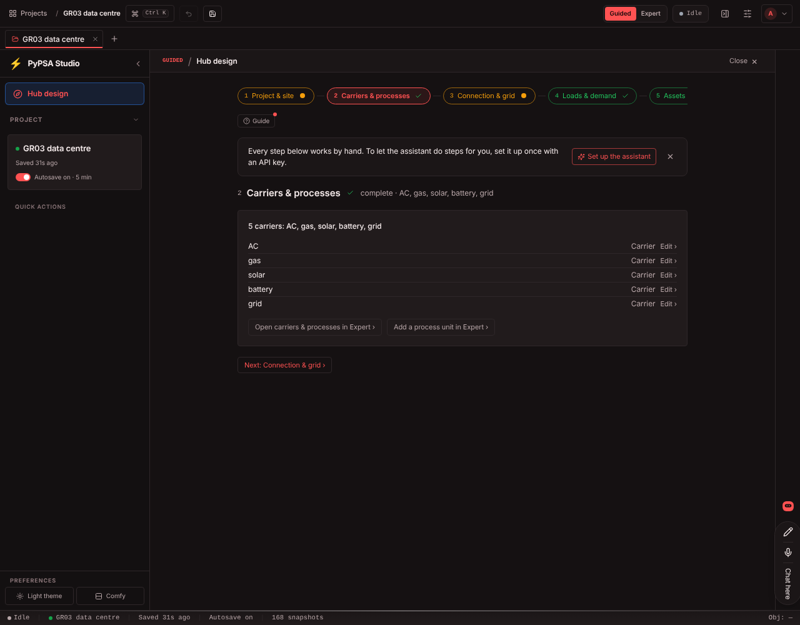 Projects / GR03 data centre Ctrl K Guided Expert Idle A
GR03 data centre
PyPSA Studio
GUIDED / Hub design Close
Hub design
1 Project & site 2 Carriers & processes 3 Connection & grid 4 Loads & demand 5 Assets
PROJECT
Guide
GR03 data centre
Saved 31s ago
Autosave on · 5 min
QUICK ACTIONS
Every step below works by hand. To let the assistant do steps for you, set it up once with
an API key.
Set up the assistant
2 Carriers & processes complete · AC, gas, solar, battery, grid
5 carriers: AC, gas, solar, battery, grid
AC Carrier Edit ›
gas Carrier Edit ›
solar Carrier Edit ›
battery Carrier Edit ›
grid Carrier Edit ›
Open carriers & processes in Expert › Add a process unit in Expert ›
Next: Connection & grid ›
Chat here
PREFERENCES
Light theme Comfy
Idle GR03 data centre · Saved 31s ago · Autosave on · 168 snapshots Obj: —